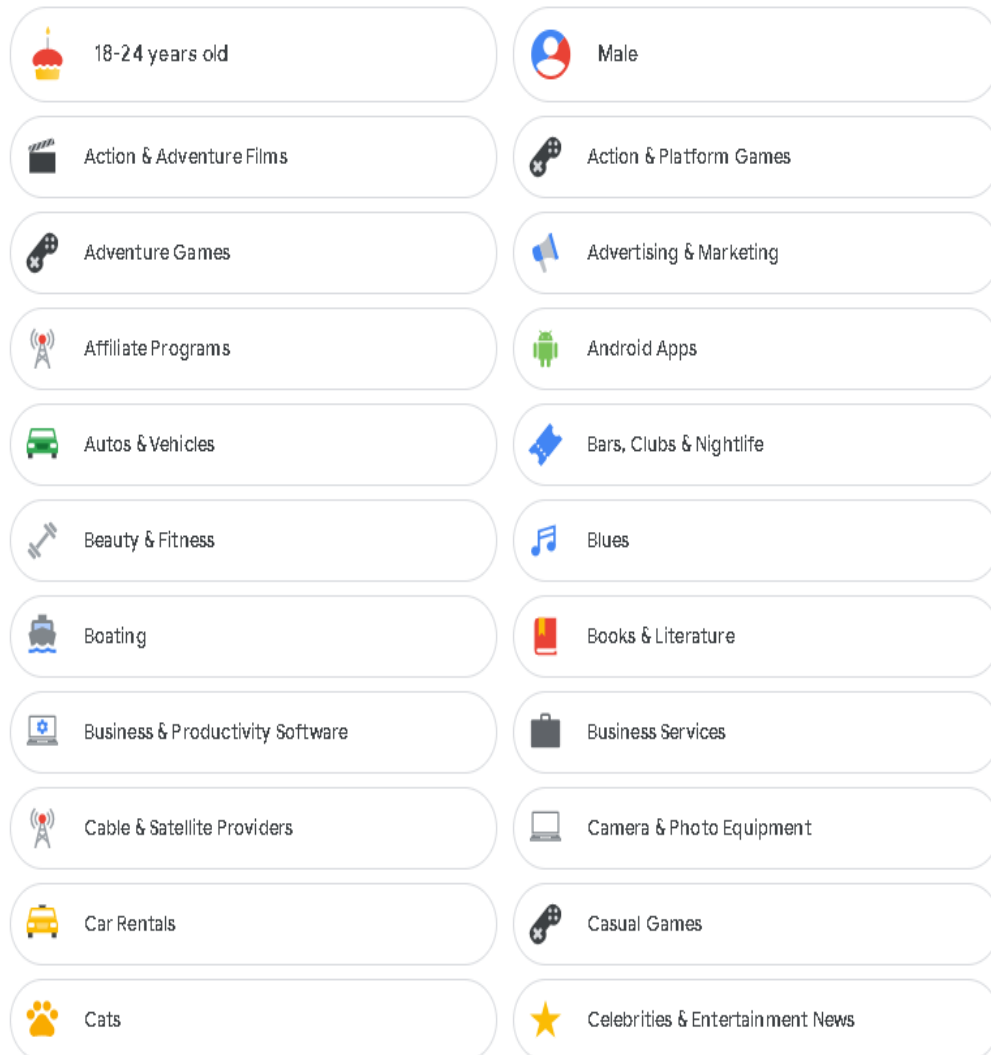 18-24 years old
Male
Action & Adventure Films
Action & Platform Games
Adventure Games
Advertising & Marketing
Affiliate Programs
Android Apps
Autos & Vehicles
Bars, Clubs & Nightlife
Beauty & Fitness
Blues
Boating
Books & Literature
Business & Productivity Software
Business Services
Cable & Satellite Providers
Camera & Photo Equipment
Car Rentals
Casual Games
Cats
Celebrities & Entertainment News